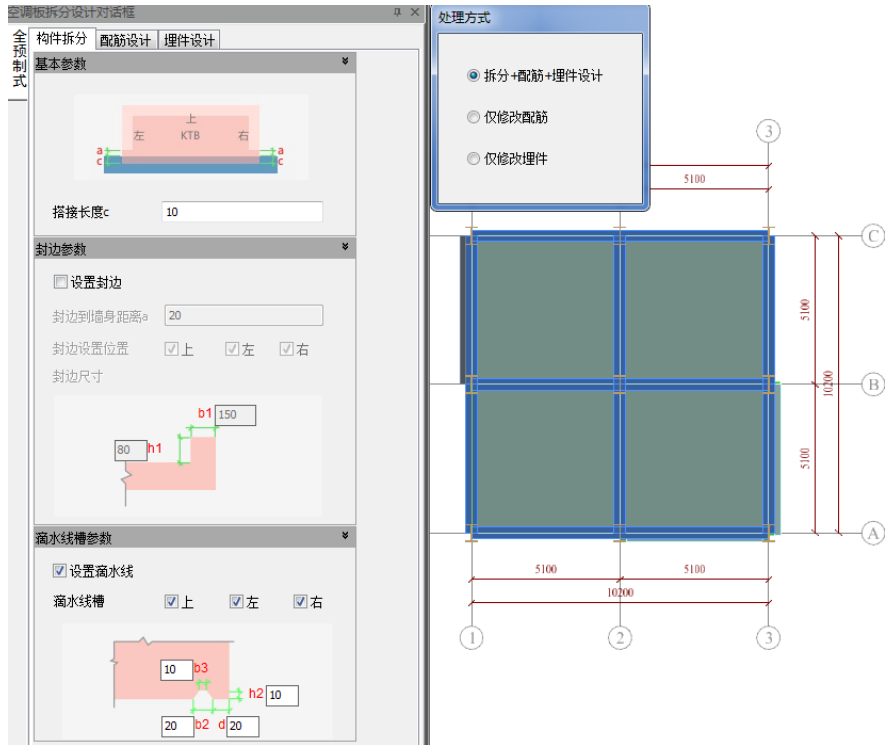 空调板拆分设计对话框
全预制式
构件拆分 配筋设计 埋件设计
基本参数
上
左 KTB 右
a a
c c
搭接长度c 10
封边参数
设置封边
封边到墙身距离a 20
封边设置位置 上 左 右
封边尺寸
b1 150
80 h1
滴水线槽参数
设置滴水线
滴水线槽 上 左 右
10 b3
h2 10
20 b2 d 20
处理方式
拆分+配筋+埋件设计
仅修改配筋
仅修改埋件
3
5100
C
5100
10200
B
5100
A
5100 5100
10200
1 2 3